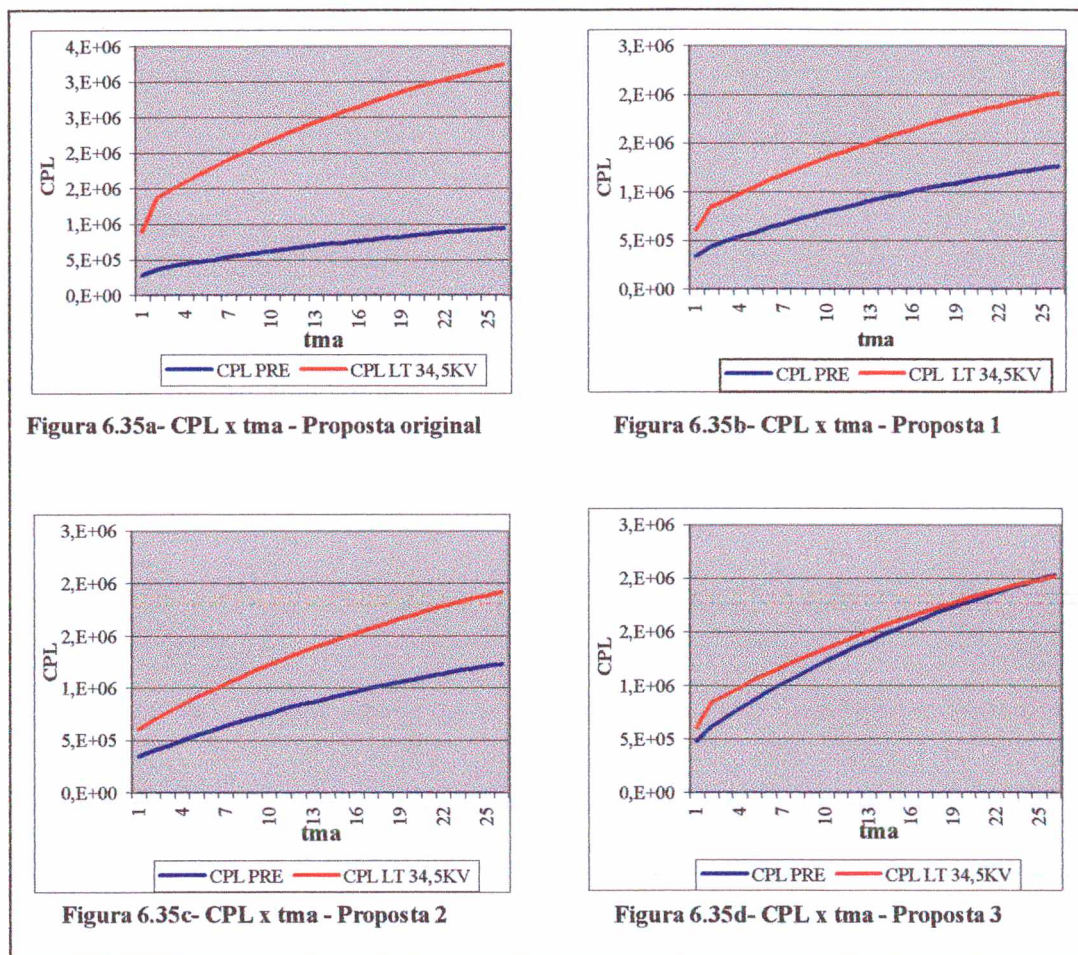 4,E+06
3,E+06
3,E+06
2,E+06
2,E+06
1,E+06
5,E+05
0,E+00
CPL
1 4 7 10 13 16 19 22 25
tma
CPL PRE CPL LT 34,5KV
Figura 6.35a- CPL x tma - Proposta original
3,E+06
2,E+06
2,E+06
1,E+06
5,E+05
0,E+00
CPL
1 4 7 10 13 16 19 22 25
tma
CPL PRE CPL LT 34,5KV
Figura 6.35b- CPL x tma - Proposta 1
3,E+06
2,E+06
2,E+06
1,E+06
5,E+05
0,E+00
CPL
1 4 7 10 13 16 19 22 25
tma
CPL PRE CPL LT 34,5KV
Figura 6.35c- CPL x tma - Proposta 2
3,E+06
2,E+06
2,E+06
1,E+06
5,E+05
0,E+00
CPL
1 4 7 10 13 16 19 22 25
tma
CPL PRE CPL LT 34,5KV
Figura 6.35d- CPL x tma - Proposta 3